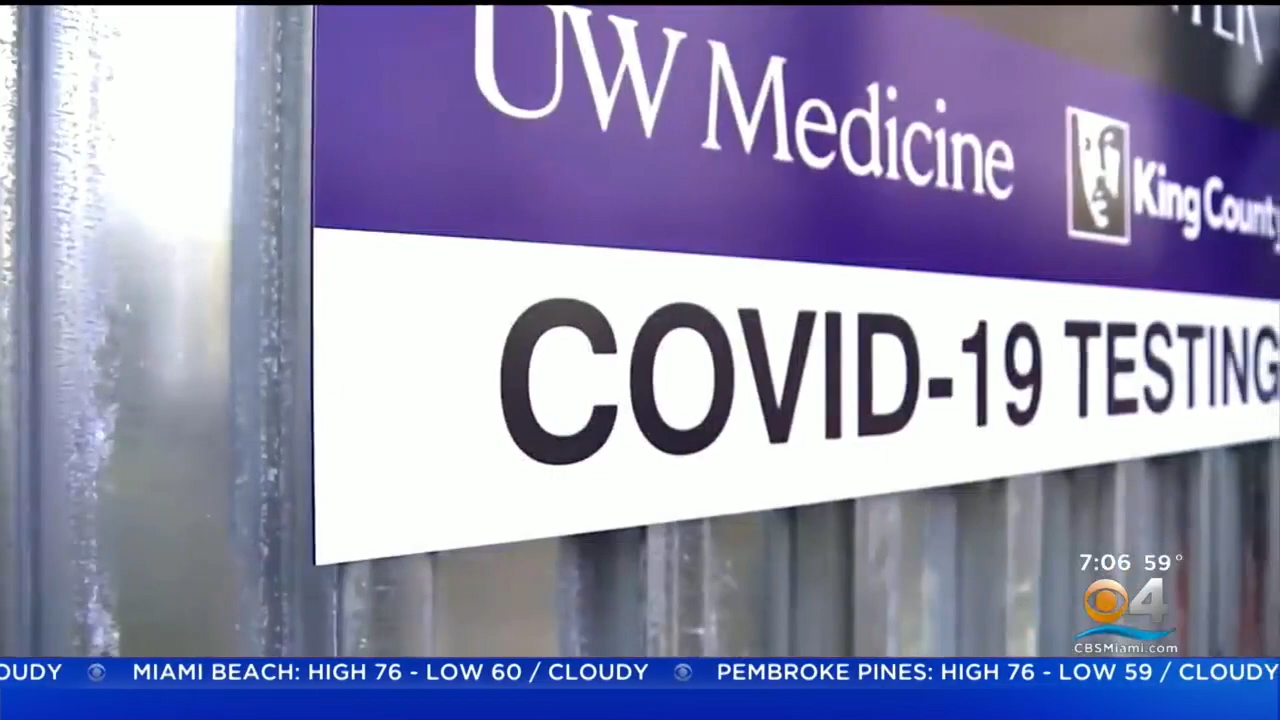 UW Medicine
King County
COVID-19 TESTING
7:06 59°
4
CBSMiami.com
MIAMI BEACH: HIGH 76 - LOW 60 / CLOUDY
PEMBROKE PINES: HIGH 76 - LOW 59 / CLOUDY